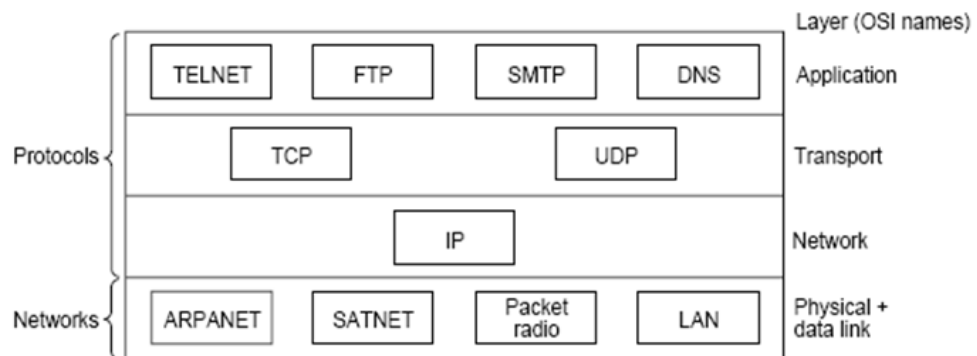 Layer (OSI names)
TELNET FTP SMTP DNS Application
Protocols TCP UDP Transport
IP Network
Networks ARPANET SATNET Packet radio LAN Physical + data link